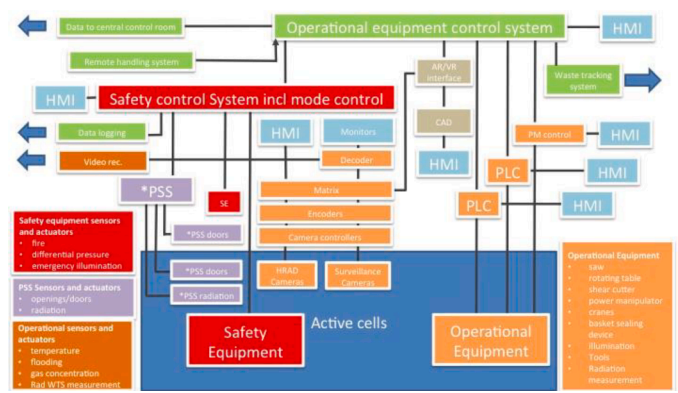 Data to central control room
Operational equipment control system
HMI
Remote handling system
AR/VR
interface
Waste tracking
system
HMI
Safety control System incl mode control
Data logging
HMI
Monitors
CAD
PM control
HMI
Video rec.
Decoder
HMI
PLC
HMI
*PSS
SE
Matrix
PLC
HMI
Encoders
*PSS doors
Camera controllers
Safety equipment sensors
and actuators
• fire
• differential pressure
• emergency illumination
PSS Sensors and actuators
• openings/doors
• radiation
Operational sensors and
actuators
• temperature
• flooding
• gas concentration
• Rad WTS measurement
*PSS doors
*PSS radiation
HRAD
Cameras
Surveillance
Cameras
Active cells
Safety
Equipment
Operational
Equipment
Operational Equipment
• saw
• rotating table
• shear cutter
• power manipulator
• cranes
• basket sealing
device
• illumination
• Tools
• Radiation
measurement